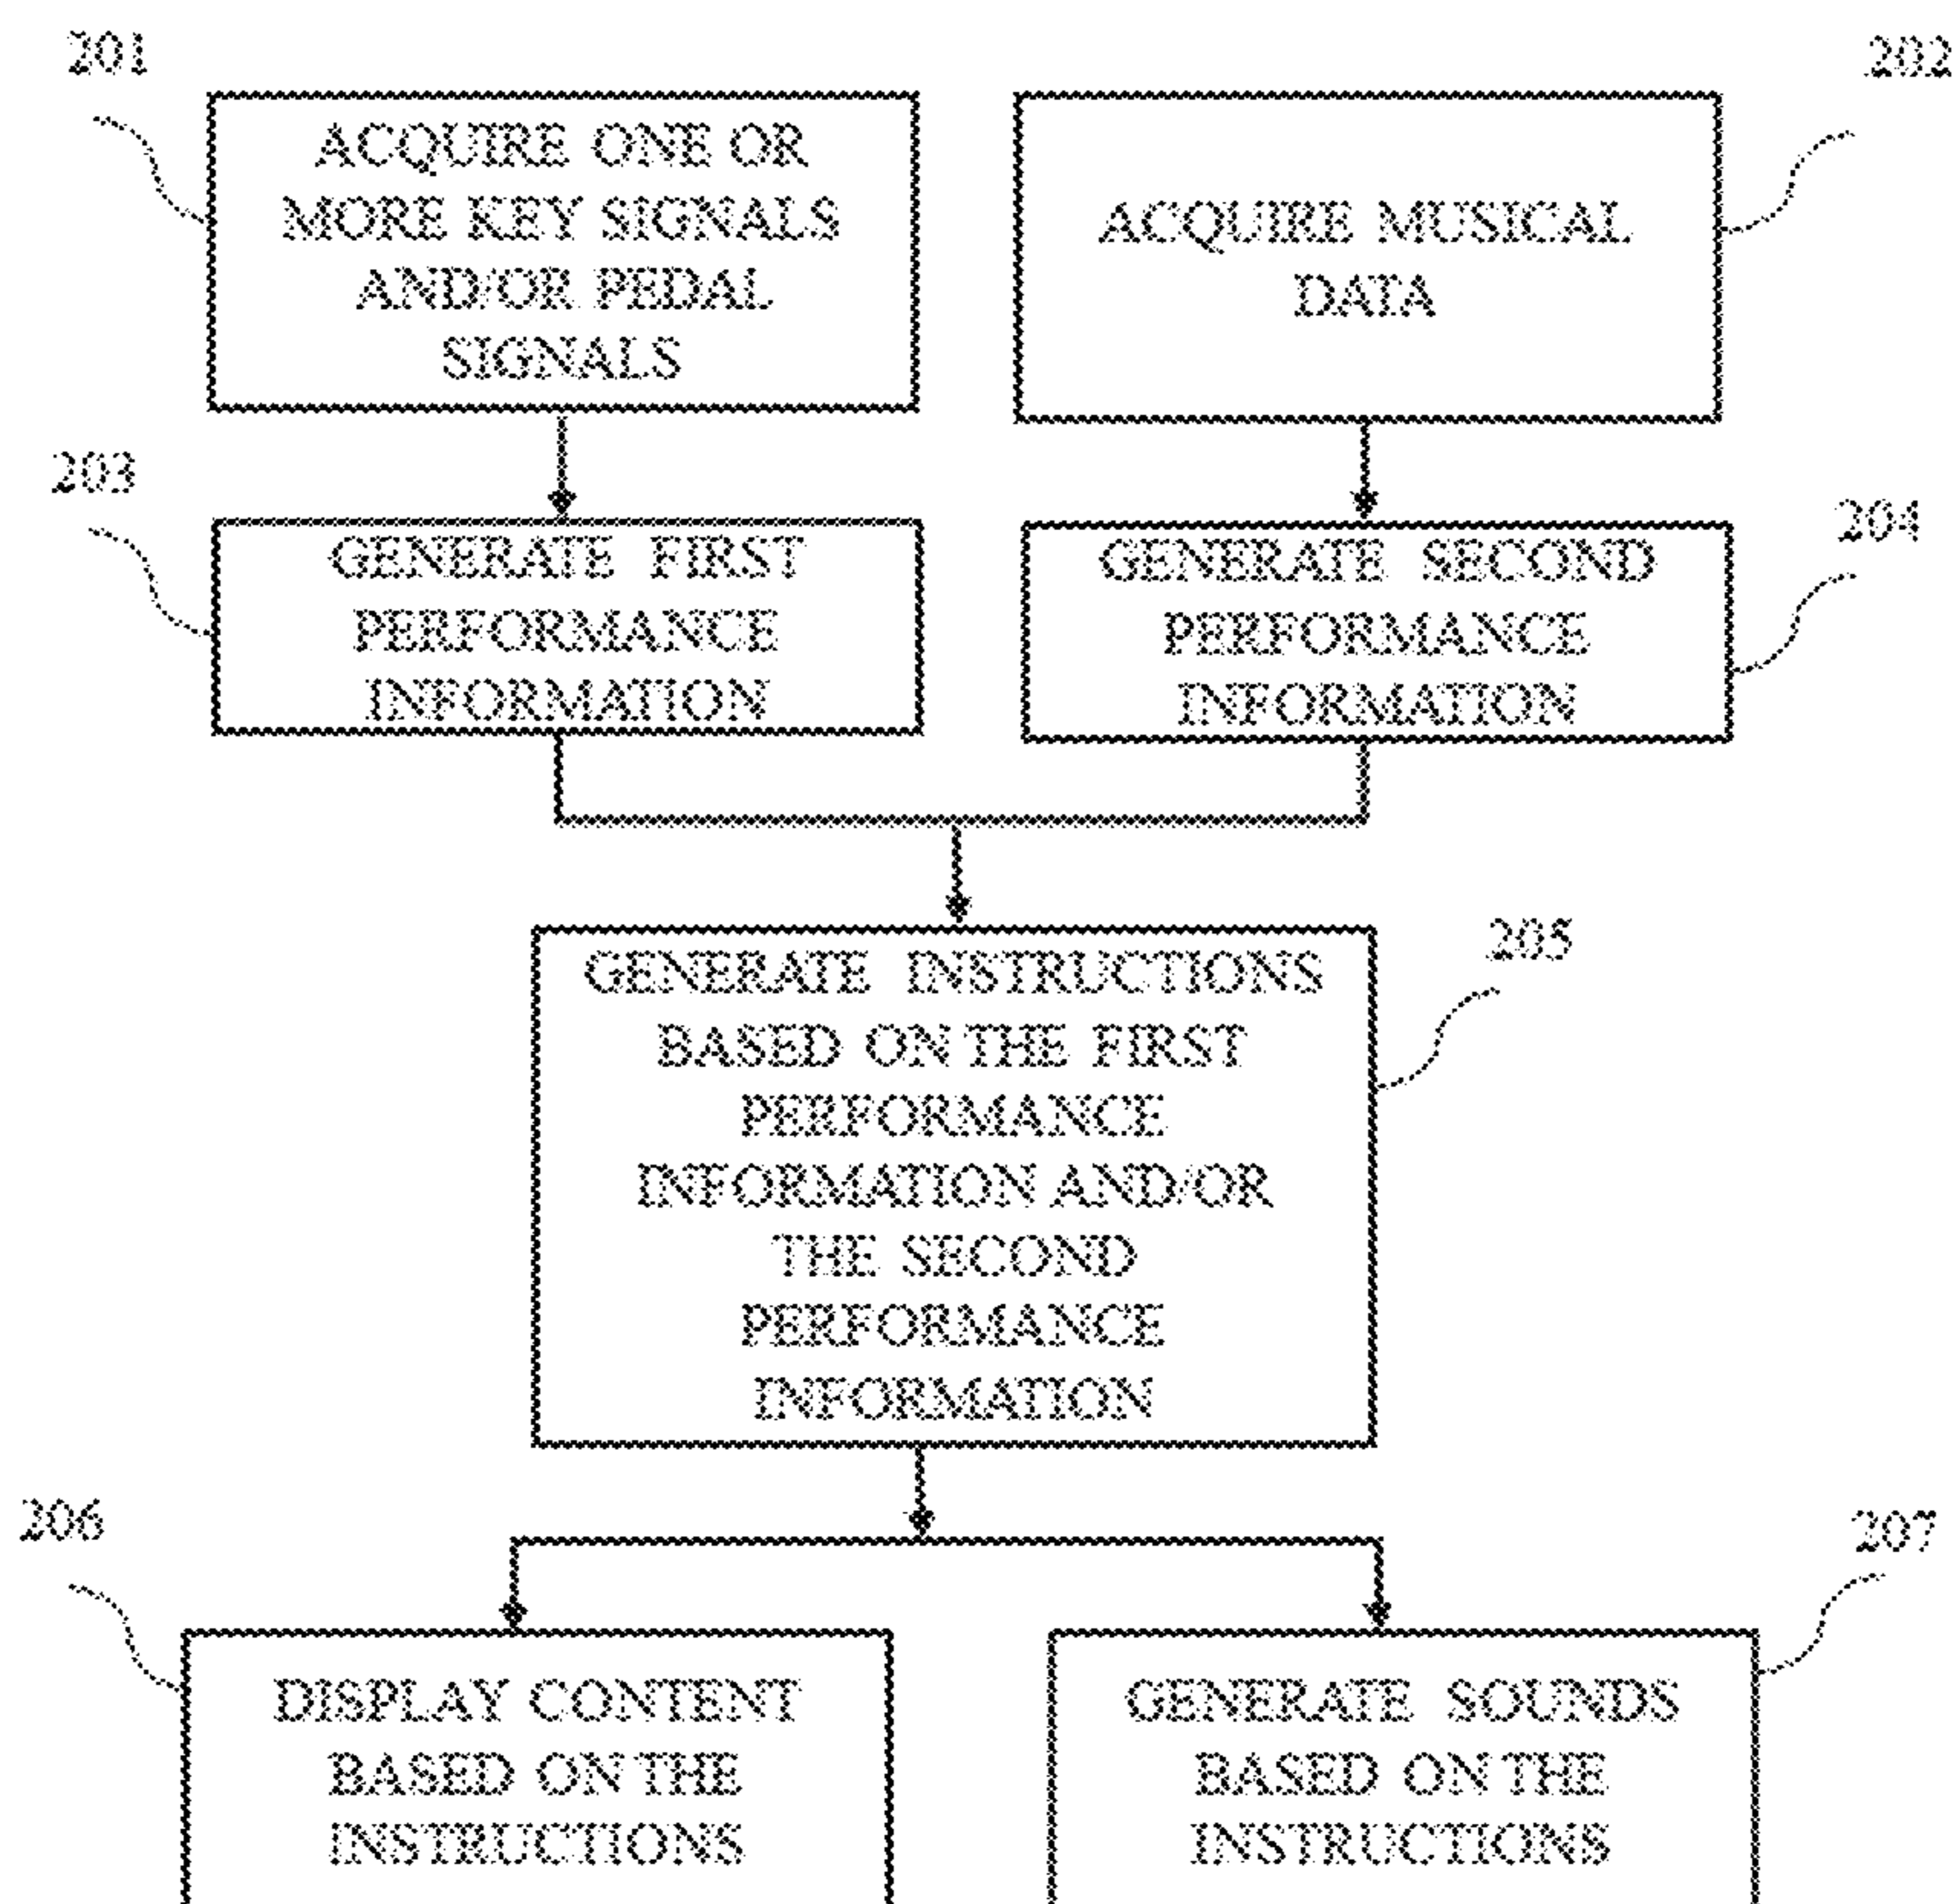 201
202
ACQUIRE ONE OR
MORE KEY SIGNALS
AND/OR PEDAL
SIGNALS
ACQUIRE MUSICAL
DATA
203
204
GENERATE FIRST
PERFORMANCE
INFORMATION
GENERATE SECOND
PERFORMANCE
INFORMATION
205
GENERATE INSTRUCTIONS
BASED ON THE FIRST
PERFORMANCE
INFORMATION AND/OR
THE SECOND
PERFORMANCE
INFORMATION
206
207
DISPLAY CONTENT
BASED ON THE
INSTRUCTIONS
GENERATE SOUNDS
BASED ON THE
INSTRUCTIONS